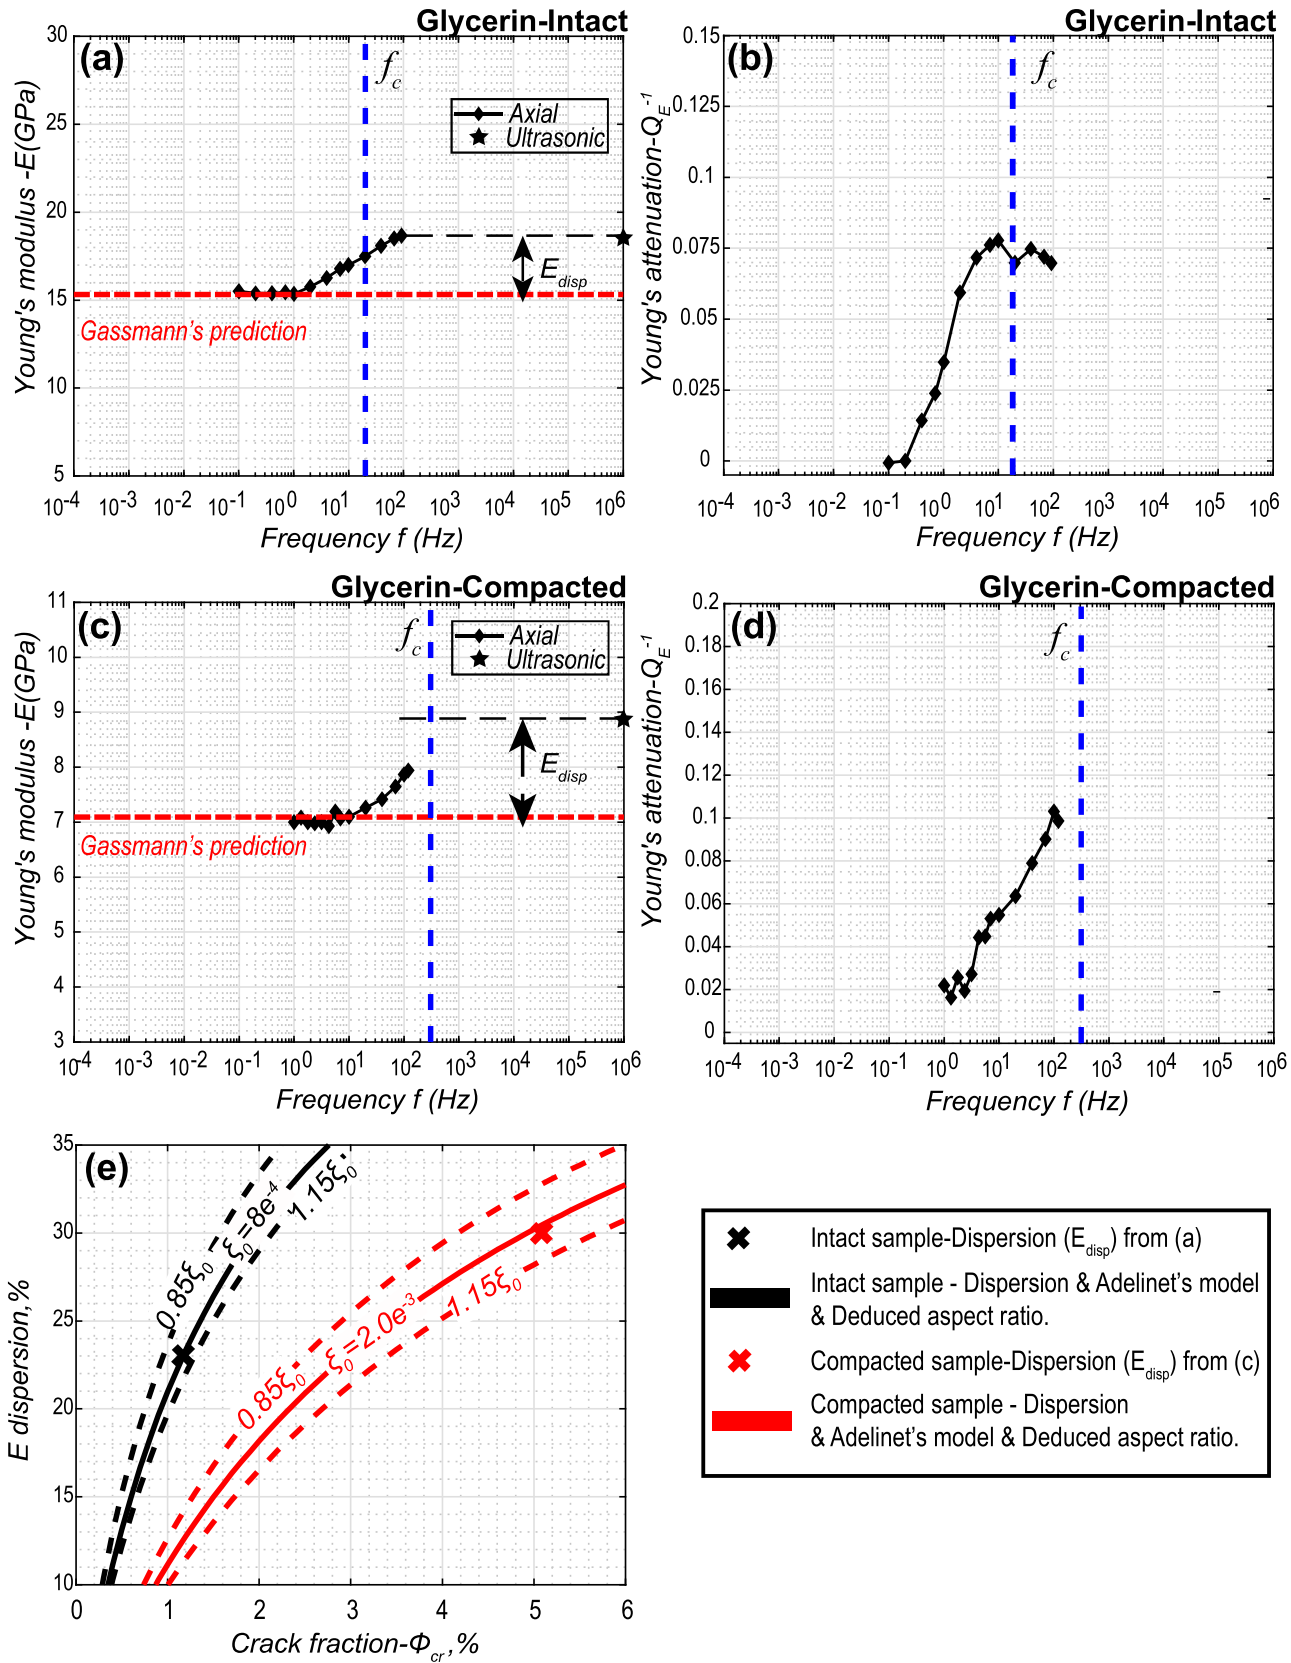 Glycerin-Intact
(a)
f_c
Axial
Ultrasonic
E_disp
Gassmann's prediction
30
25
20
15
10
5
Young's modulus -E(GPa)
10^-4 10^-3 10^-2 10^-1 10^0 10^1 10^2 10^3 10^4 10^5 10^6
Frequency f (Hz)
Glycerin-Intact
(b)
f_c
0.15
0.125
0.1
0.075
0.05
0.025
0
Young's attenuation-Q_E^-1
10^-4 10^-3 10^-2 10^-1 10^0 10^1 10^2 10^3 10^4 10^5 10^6
Frequency f (Hz)
Glycerin-Compacted
(c)
f_c
Axial
Ultrasonic
E_disp
Gassmann's prediction
11
10
9
8
7
6
5
4
3
Young's modulus -E(GPa)
10^-4 10^-3 10^-2 10^-1 10^0 10^1 10^2 10^3 10^4 10^5 10^6
Frequency f (Hz)
Glycerin-Compacted
(d)
f_c
0.2
0.18
0.16
0.14
0.12
0.1
0.08
0.06
0.04
0.02
0
Young's attenuation-Q_E^-1
10^-4 10^-3 10^-2 10^-1 10^0 10^1 10^2 10^3 10^4 10^5 10^6
Frequency f (Hz)
(e)
35
30
25
20
15
10
E dispersion,%
0.85ξ_0
ξ_0=8e^-4
1.15ξ_0
0.85ξ_0
ξ_0=2.0e^-3
1.15ξ_0
0 1 2 3 4 5 6
Crack fraction-Φ_cr,%
Intact sample-Dispersion (E_disp) from (a)
Intact sample - Dispersion & Adelinet's model
& Deduced aspect ratio.
Compacted sample-Dispersion (E_disp) from (c)
Compacted sample - Dispersion
& Adelinet's model & Deduced aspect ratio.